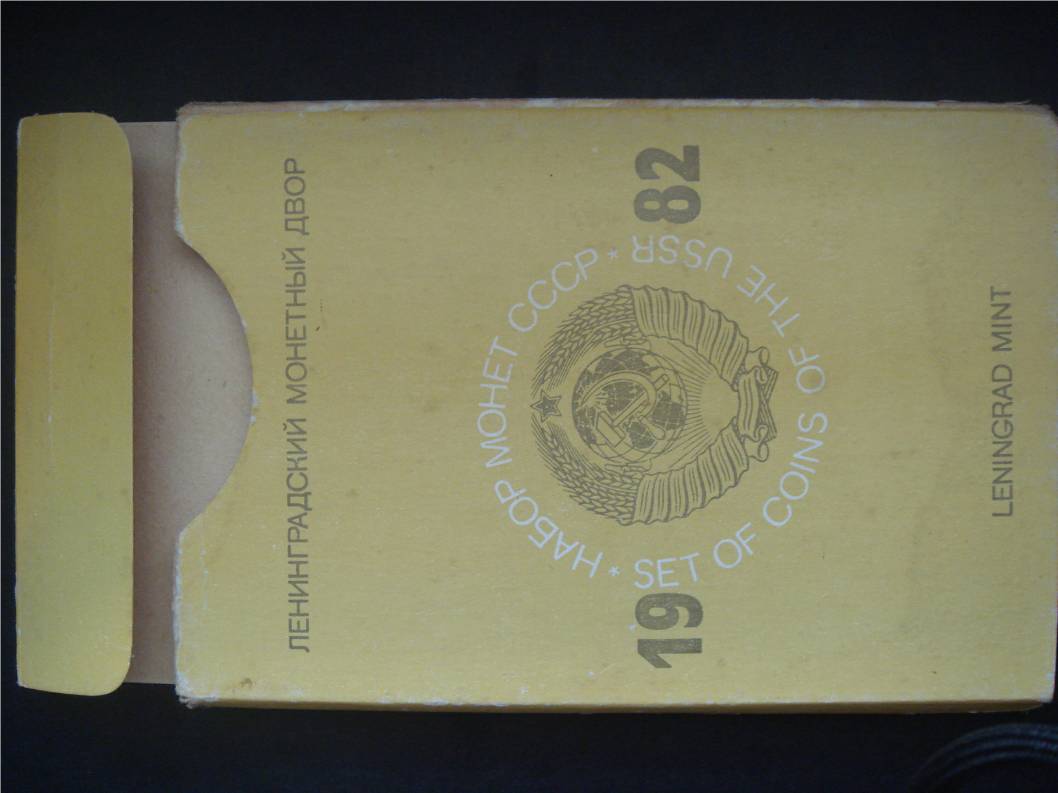 ЛЕНИНГРАДСКИЙ МОНЕТНЫЙ ДВОР
НАБОР МОНЕТ СССР *
19 82
SET OF COINS OF THE USSR *
LENINGRAD MINT